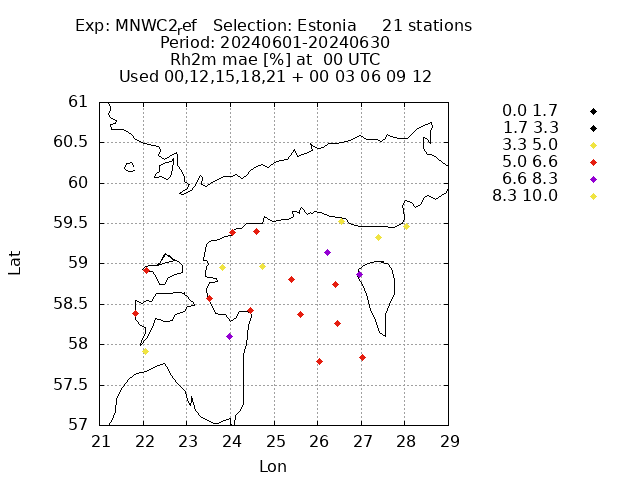 Exp: MNWC2ref Selection: Estonia 21 stations
Period: 20240601-20240630
Rh2m mae [%] at 00 UTC
Used 00,12,15,18,21 + 00 03 06 09 12
0.0 1.7
1.7 3.3
3.3 5.0
5.0 6.6
6.6 8.3
8.3 10.0
61
60.5
60
59.5
59
58.5
58
57.5
57
Lat
21 22 23 24 25 26 27 28 29
Lon